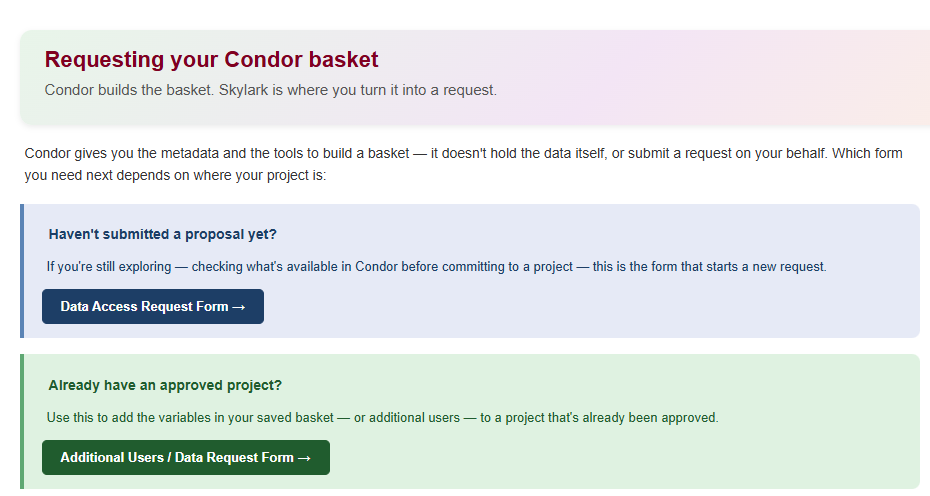 Requesting your Condor basket
Condor builds the basket. Skylark is where you turn it into a request.
Condor gives you the metadata and the tools to build a basket — it doesn't hold the data itself, or submit a request on your behalf. Which form
you need next depends on where your project is:
Haven't submitted a proposal yet?
If you're still exploring — checking what's available in Condor before committing to a project — this is the form that starts a new request.
Data Access Request Form →
Already have an approved project?
Use this to add the variables in your saved basket — or additional users — to a project that's already been approved.
Additional Users / Data Request Form →